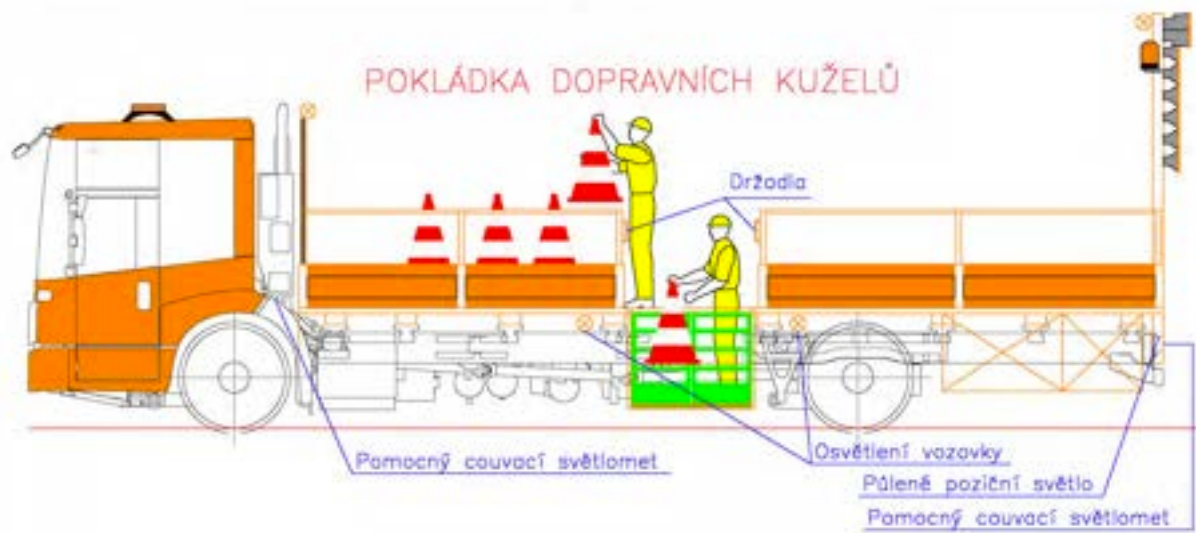 POKLÁDKA DOPRAVNÍCH KUŽELŮ
Držadla
Pomocný couvací světlomet
Osvětlení vozovky
Půlené poziční světlo
Pomocný couvací světlomet